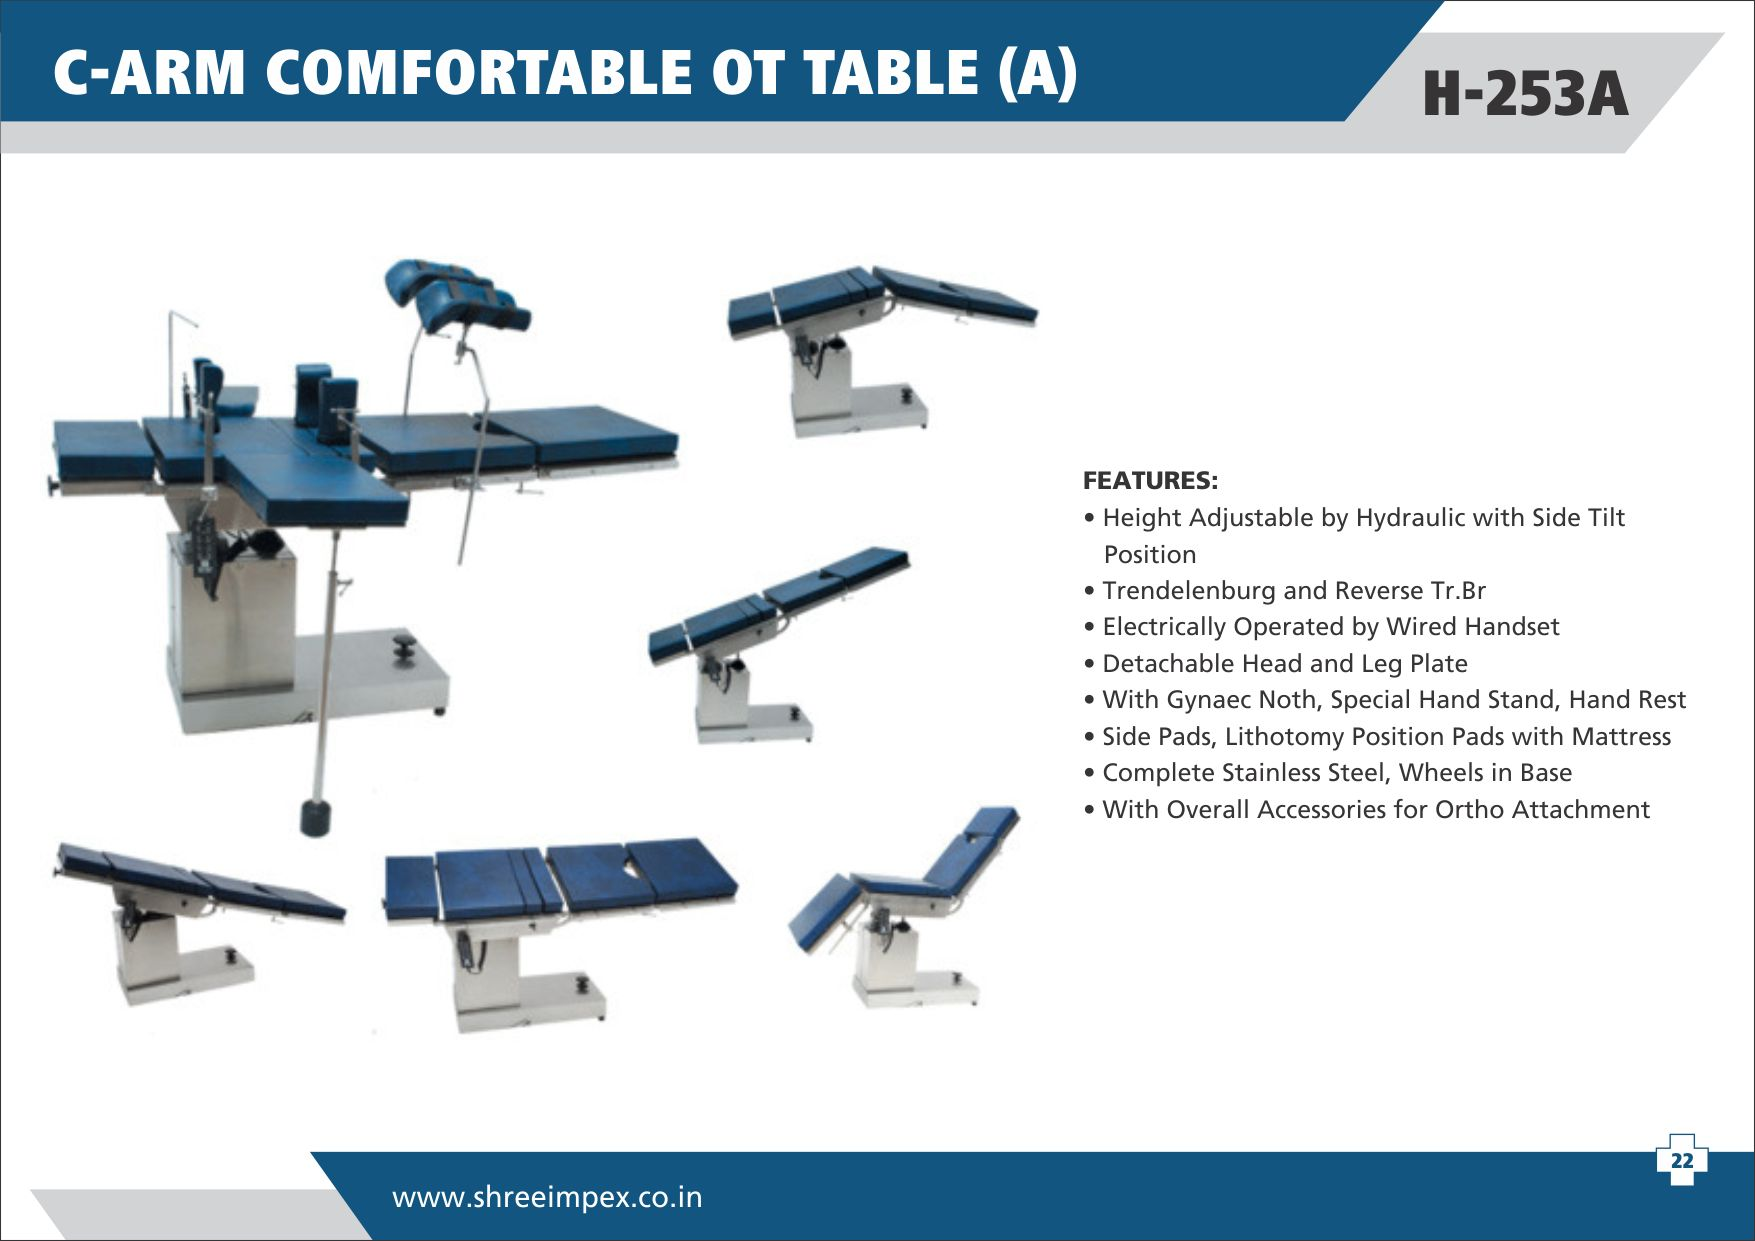 C-ARM COMFORTABLE OT TABLE (A)
H-253A
FEATURES:
• Height Adjustable by Hydraulic with Side Tilt
Position
• Trendelenburg and Reverse Tr.Br
• Electrically Operated by Wired Handset
• Detachable Head and Leg Plate
• With Gynaec Noth, Special Hand Stand, Hand Rest
• Side Pads, Lithotomy Position Pads with Mattress
• Complete Stainless Steel, Wheels in Base
• With Overall Accessories for Ortho Attachment
22
www.shreeimpex.co.in